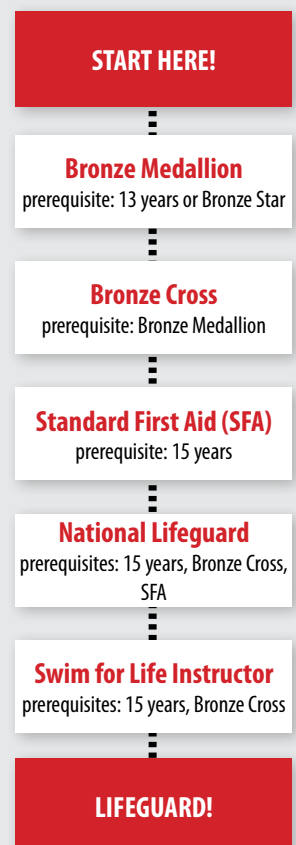 START HERE!
Bronze Medallion
prerequisite: 13 years or Bronze Star
Bronze Cross
prerequisite: Bronze Medallion
Standard First Aid (SFA)
prerequisite: 15 years
National Lifeguard
prerequisites: 15 years, Bronze Cross,
SFA
Swim for Life Instructor
prerequisites: 15 years, Bronze Cross
LIFEGUARD!